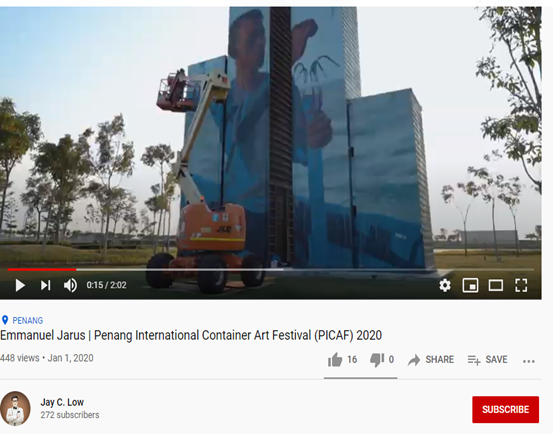 0:15 / 2:02
PENANG
Emmanuel Jarus | Penang International Container Art Festival (PICAF) 2020
448 views • Jan 1, 2020
16 0 SHARE SAVE ...
Jay C. Low
272 subscribers
SUBSCRIBE